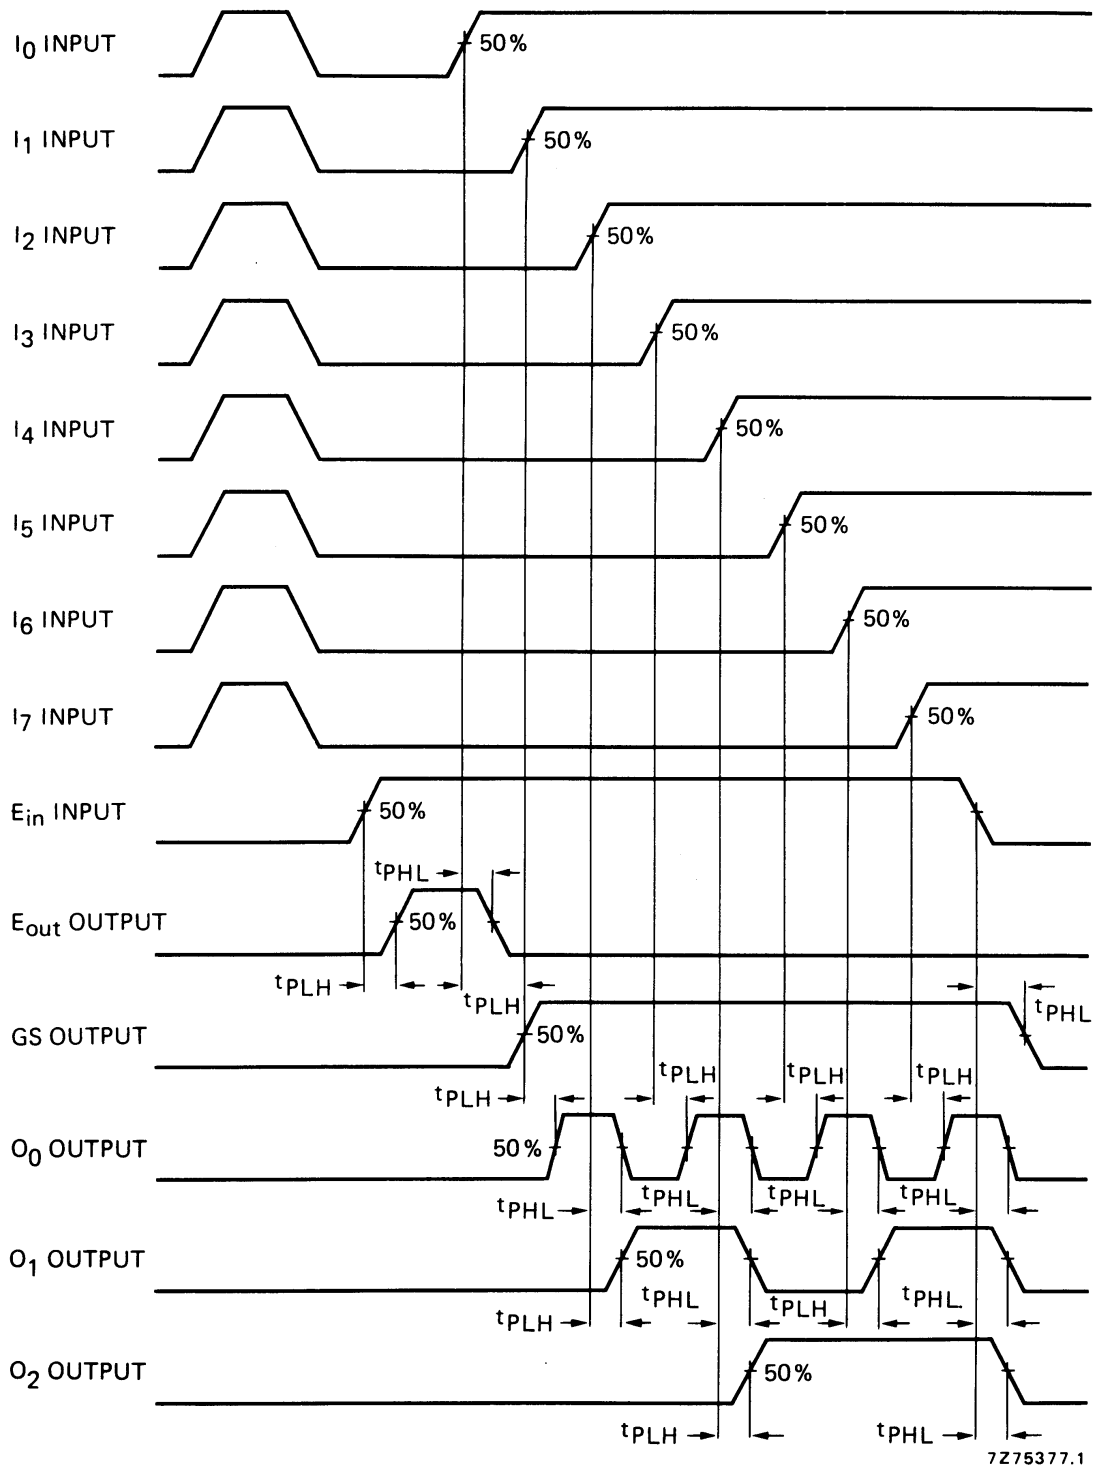 I0 INPUT
50%
I1 INPUT
50%
I2 INPUT
50%
I3 INPUT
50%
I4 INPUT
50%
I5 INPUT
50%
I6 INPUT
50%
I7 INPUT
50%
Ein INPUT
50%
tPHL
Eout OUTPUT
50%
tPLH
tPLH
tPHL
GS OUTPUT
50%
tPLH
tPLH
tPLH
tPLH
O0 OUTPUT
50%
tPHL
tPHL
tPHL
tPHL
O1 OUTPUT
50%
tPLH
tPHL
tPLH
tPHL.
O2 OUTPUT
50%
tPLH
tPHL
7Z75377.1